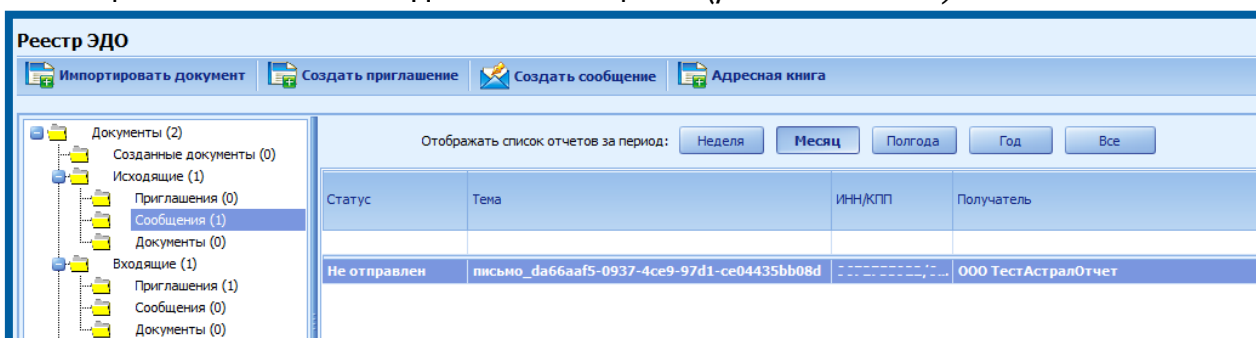 Реестр ЭДО
Импортировать документ Создать приглашение Создать сообщение Адресная книга
Документы (2)
Созданные документы (0)
Исходящие (1)
Приглашения (0)
Сообщения (1)
Документы (0)
Входящие (1)
Приглашения (1)
Сообщения (0)
Документы (0)
Отображать список отчетов за период: Неделя Месяц Полгода Год Все
Статус Тема ИНН/КПП Получатель
Не отправлен письмо_da66aaf5-0937-4ce9-97d1-ce04435bb08d ООО ТестАстралОтчет